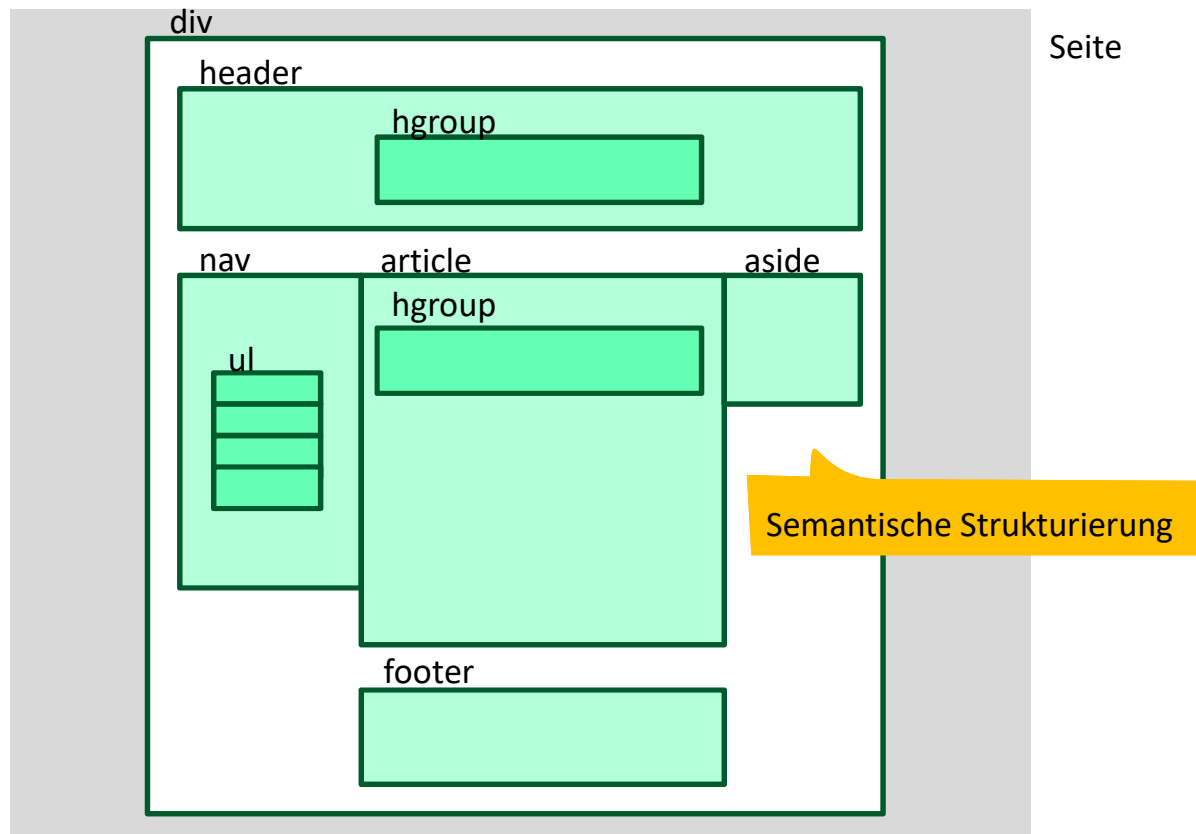 div
Seite
header
hgroup
nav
article
aside
hgroup
ul
Semantische Strukturierung
footer